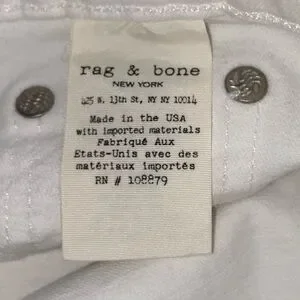 rag & bone
NEW YORK
425 W. 13th St, NY NY 10014
Made in the USA
with imported materials
Fabriqué Aux
Etats-Unis avec des
matériaux importés
RN # 108879